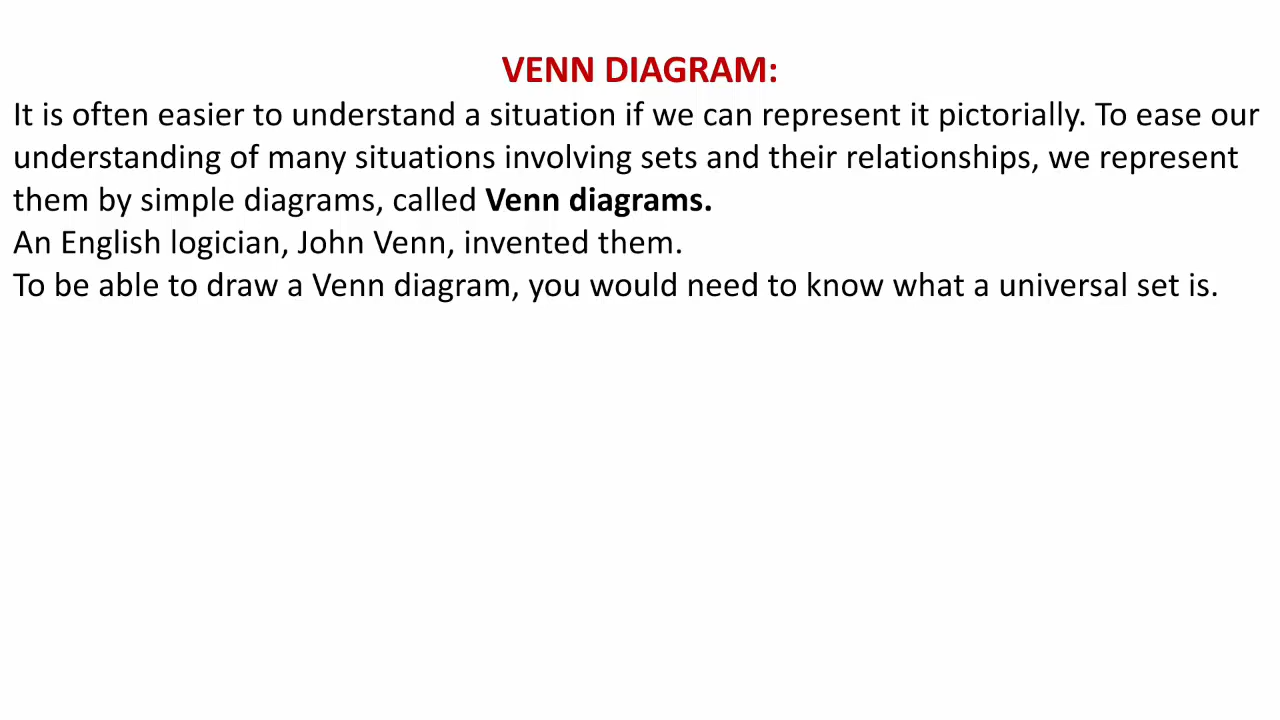 VENN DIAGRAM:
It is often easier to understand a situation if we can represent it pictorially. To ease our
understanding of many situations involving sets and their relationships, we represent
them by simple diagrams, called Venn diagrams.
An English logician, John Venn, invented them.
To be able to draw a Venn diagram, you would need to know what a universal set is.